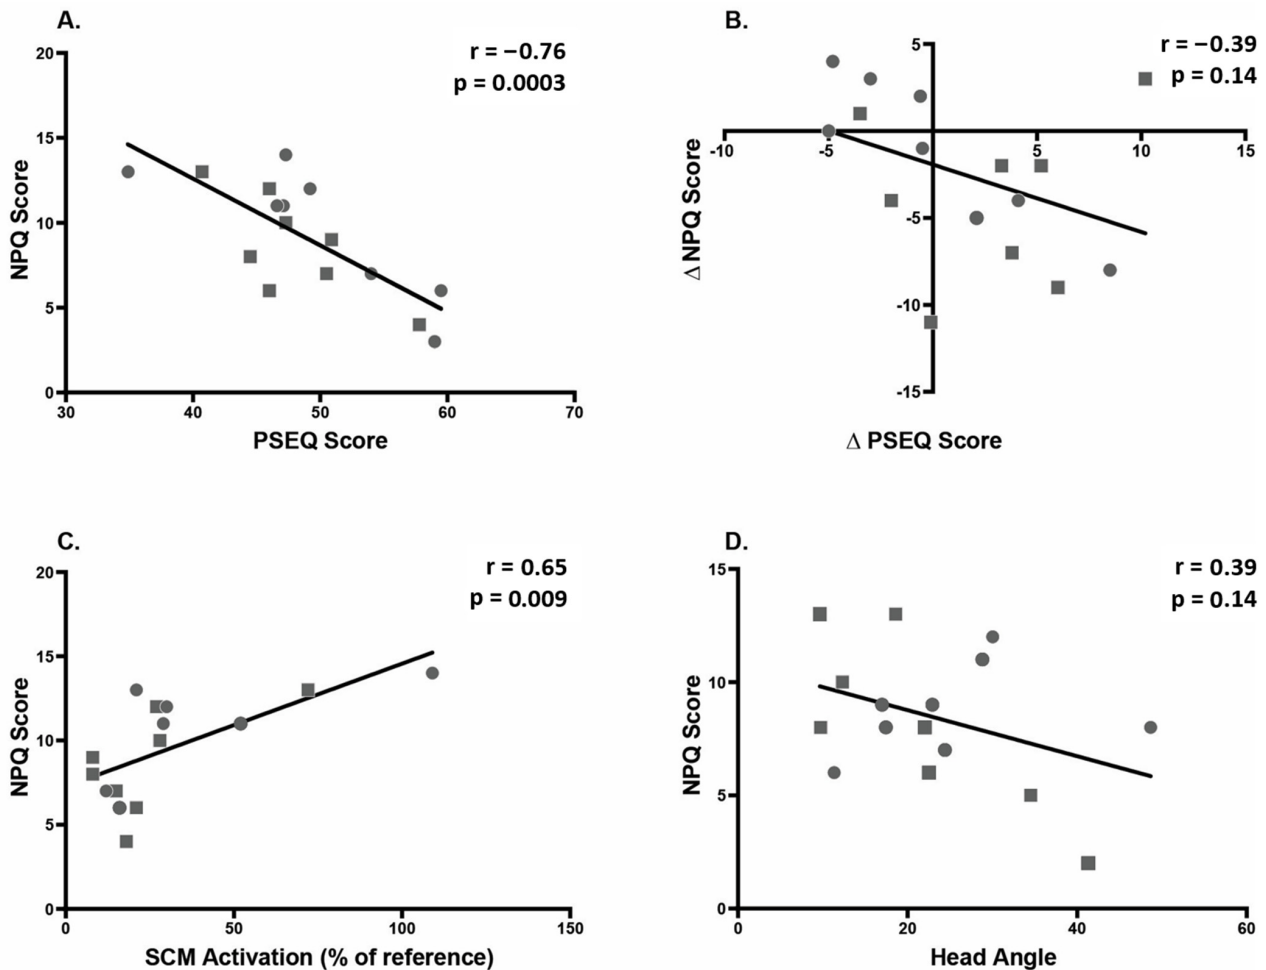 A.
r = −0.76
p = 0.0003
20
15
10
5
0
30 40 50 60 70
NPQ Score
PSEQ Score
B.
r = −0.39
p = 0.14
5
-10 -5 5 10 15
-5
-10
-15
Δ NPQ Score
Δ PSEQ Score
C.
r = 0.65
p = 0.009
20
15
10
5
0
0 50 100 150
NPQ Score
SCM Activation (% of reference)
D.
r = 0.39
p = 0.14
15
10
5
0
0 20 40 60
NPQ Score
Head Angle